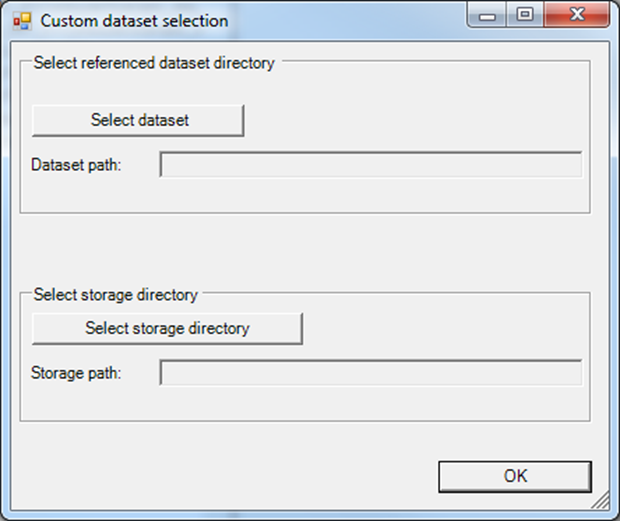 Custom dataset selection
Select referenced dataset directory
Select dataset
Dataset path:
Select storage directory
Select storage directory
Storage path:
OK